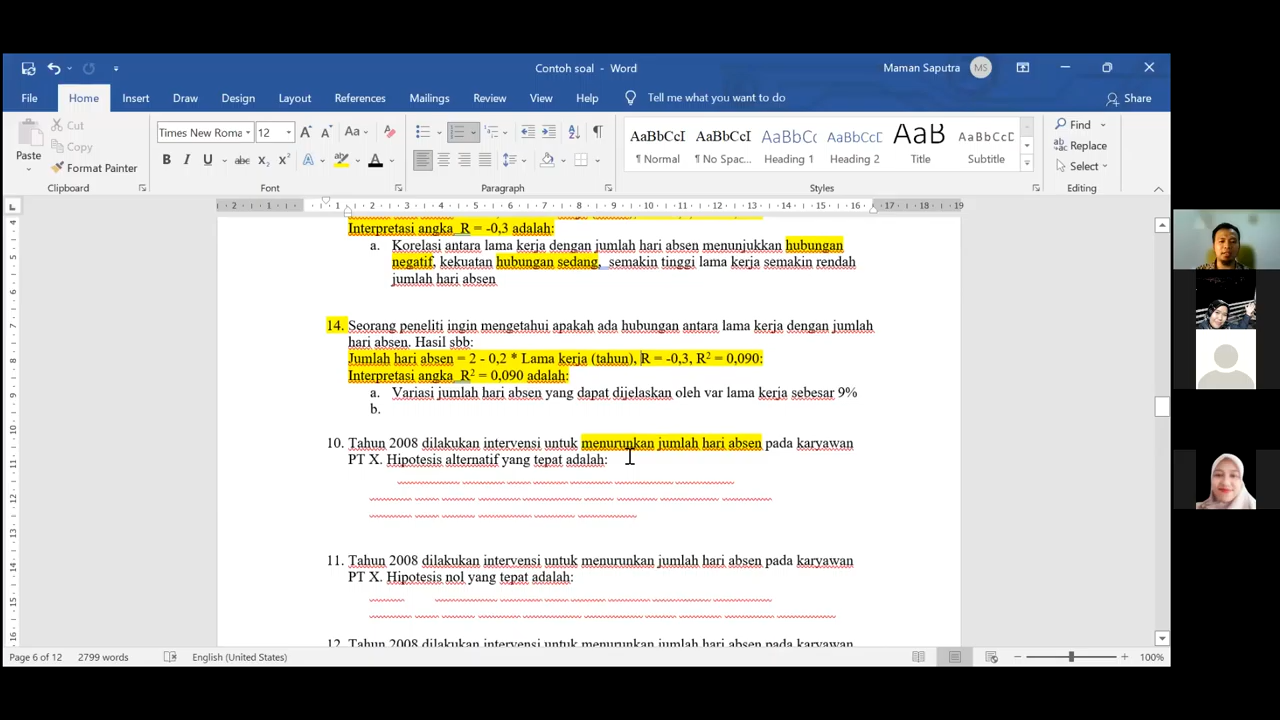 Contoh soal - Word
Maman Saputra MS
File Home Insert Draw Design Layout References Mailings Review View Help Tell me what you want to do Share
Paste
Cut
Copy
Format Painter
Clipboard
Times New Roma 12
Font
Paragraph
AaBbCcI AaBbCcI AaBbCc AaBbCcI AaB AaBbCcI
¶ Normal ¶ No Spac... Heading 1 Heading 2 Title Subtitle
Styles
Find
Replace
Select
Editing
Interpretasi angka R = -0,3 adalah:
a. Korelasi antara lama kerja dengan jumlah hari absen menunjukkan hubungan
negatif, kekuatan hubungan sedang, semakin tinggi lama kerja semakin rendah
jumlah hari absen
14. Seorang peneliti ingin mengetahui apakah ada hubungan antara lama kerja dengan jumlah
hari absen. Hasil sbb:
Jumlah hari absen = 2 - 0,2 * Lama kerja (tahun), R = -0,3, R² = 0,090:
Interpretasi angka R² = 0,090 adalah:
a. Variasi jumlah hari absen yang dapat dijelaskan oleh var lama kerja sebesar 9%
b.
10. Tahun 2008 dilakukan intervensi untuk menurunkan jumlah hari absen pada karyawan
PT X. Hipotesis alternatif yang tepat adalah:
11. Tahun 2008 dilakukan intervensi untuk menurunkan jumlah hari absen pada karyawan
PT X. Hipotesis nol yang tepat adalah:
12. Tahun 2008 dilakukan intervensi untuk menurunkan jumlah hari absen pada karyawan
Page 6 of 12 2799 words English (United States) 100%